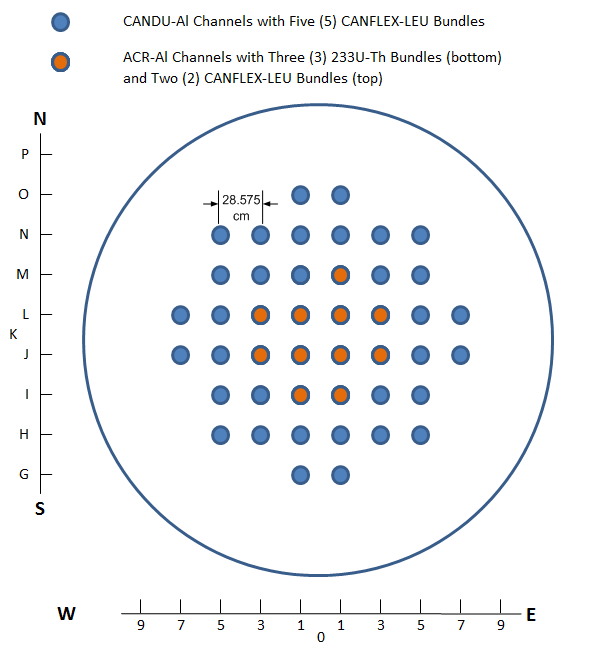 CANDU-Al Channels with Five (5) CANFLEX-LEU Bundles
ACR-Al Channels with Three (3) 233U-Th Bundles (bottom)
and Two (2) CANFLEX-LEU Bundles (top)
N
P
O
28.575
cm
N
M
L
K
J
I
H
G
S
W
E
9 7 5 3 1 1 3 5 7 9
0